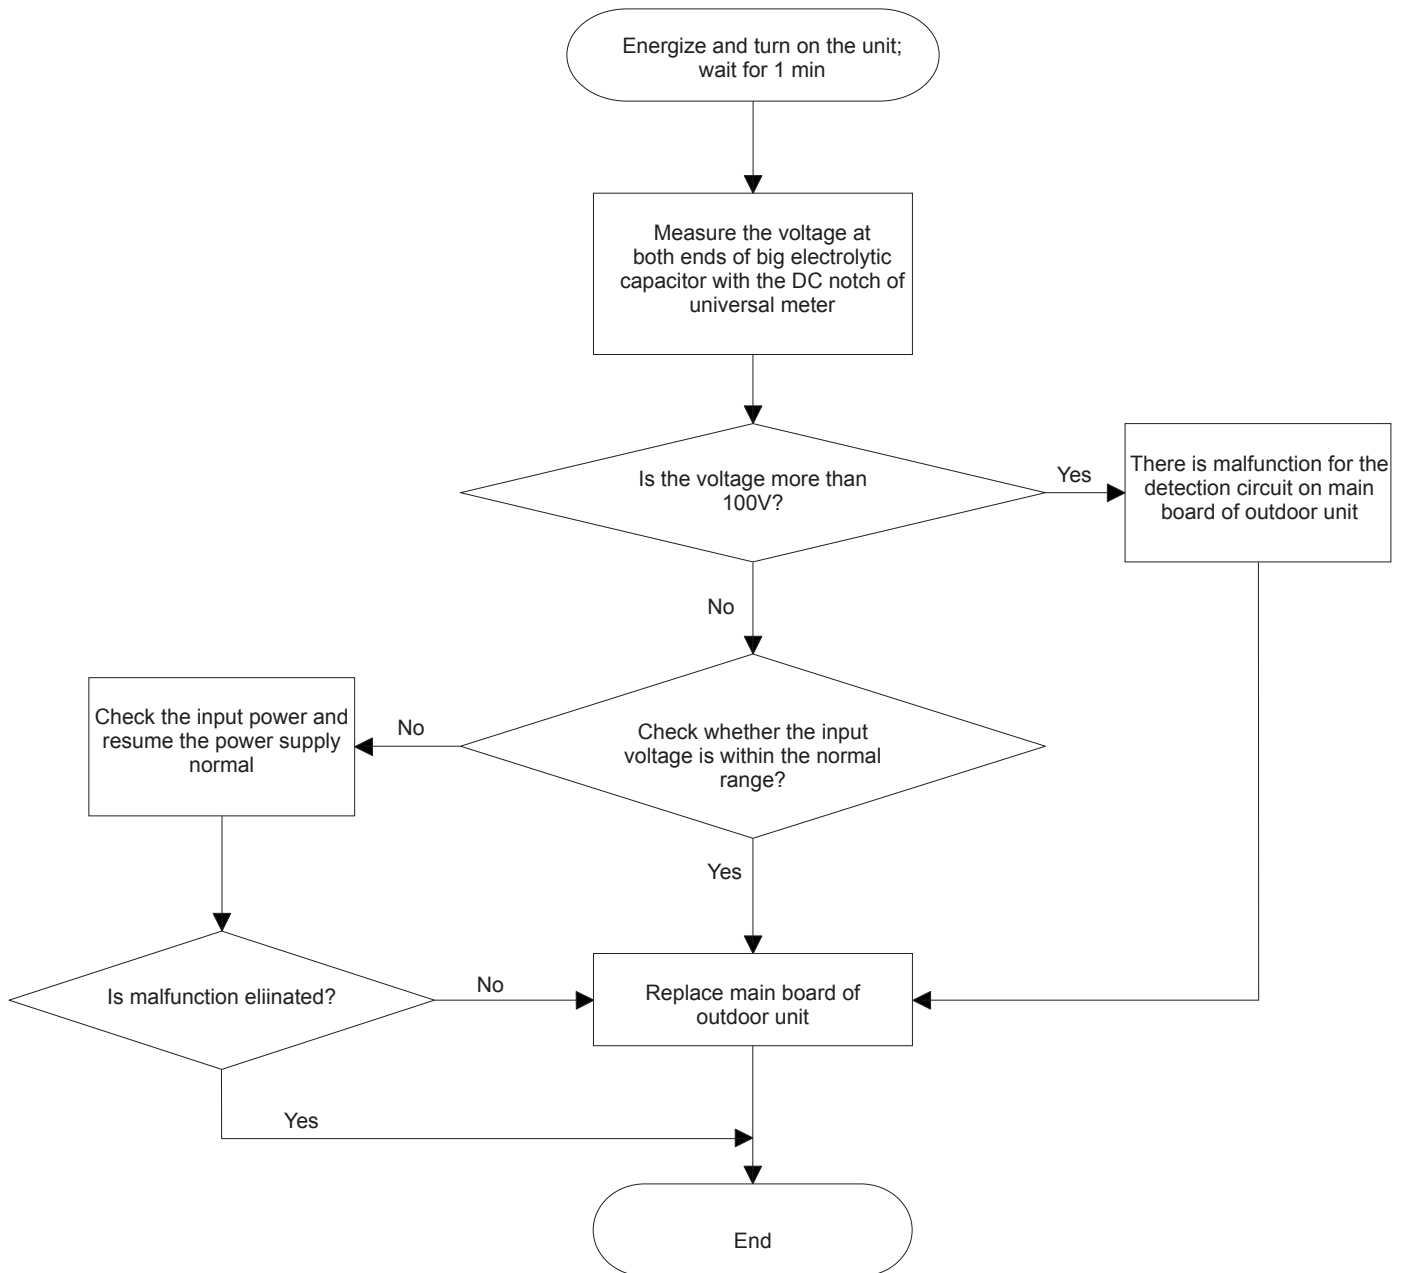 Energize and turn on the unit;
wait for 1 min
Measure the voltage at
both ends of big electrolytic
capacitor with the DC notch of
universal meter
Is the voltage more than
100V?
Yes
There is malfunction for the
detection circuit on main
board of outdoor unit
No
Check whether the input
voltage is within the normal
range?
No
Check the input power and
resume the power supply
normal
Yes
Is malfunction eliinated?
No
Replace main board of
outdoor unit
Yes
End